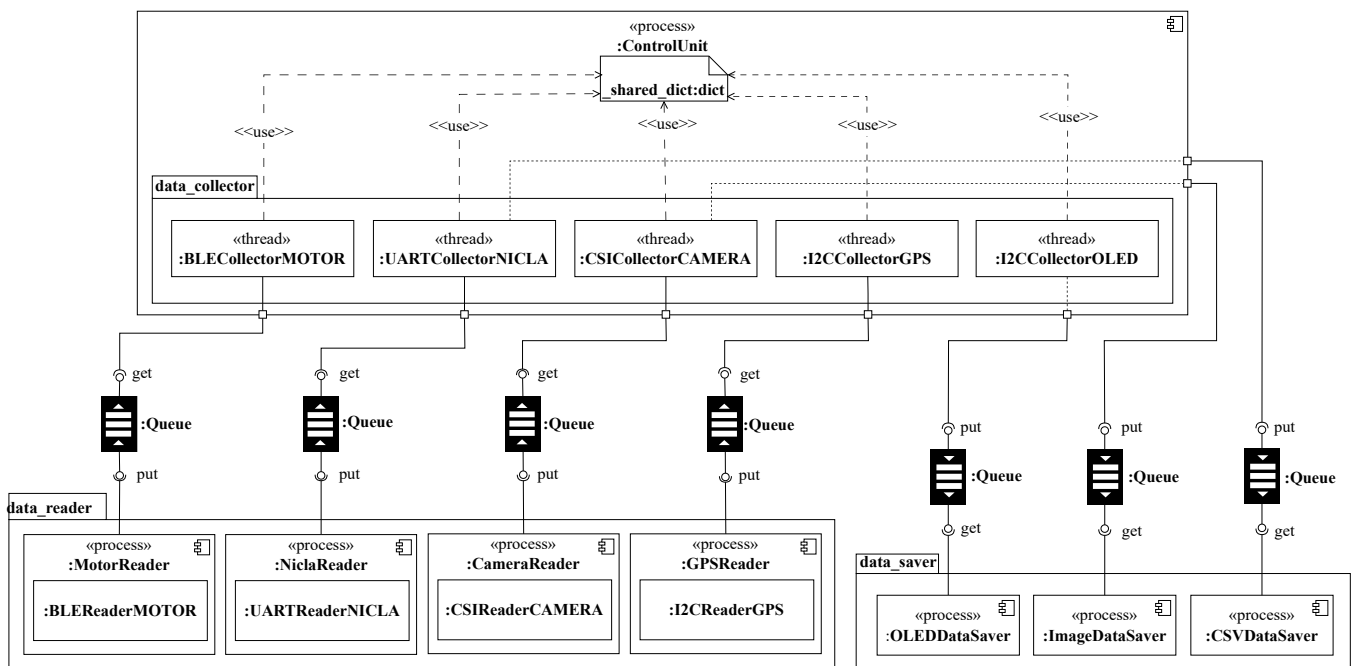 «process»
:ControlUnit
_shared_dict:dict
<<use>>
<<use>>
<<use>>
<<use>>
<<use>>
data_collector
«thread»
:BLECollectorMOTOR
«thread»
:UARTCollectorNICLA
«thread»
:CSICollectorCAMERA
«thread»
:I2CCollectorGPS
«thread»
:I2CCollectorOLED
get
get
get
get
:Queue
:Queue
:Queue
:Queue
put
put
put
put
put
put
put
:Queue
:Queue
:Queue
get
get
get
data_reader
«process»
:MotorReader
:BLEReaderMOTOR
«process»
:NiclaReader
:UARTReaderNICLA
«process»
:CameraReader
:CSIReaderCAMERA
«process»
:GPSReader
:I2CReaderGPS
data_saver
«process»
:OLEDDataSaver
«process»
:ImageDataSaver
«process»
:CSVDataSaver